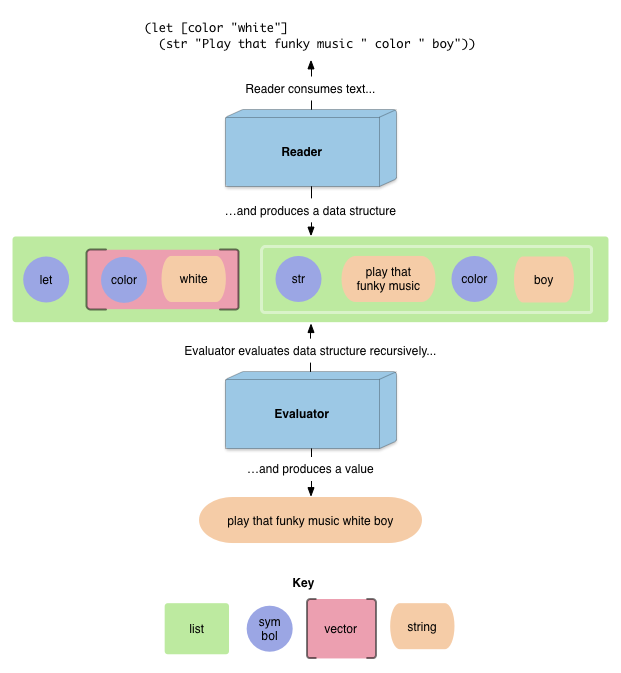 (let [color "white"]
(str "Play that funky music " color " boy"))
Reader consumes text...
Reader
...and produces a data structure
let
color
white
str
play that
funky music
color
boy
Evaluator evaluates data structure recursively...
Evaluator
...and produces a value
play that funky music white boy
Key
list
sym
bol
vector
string